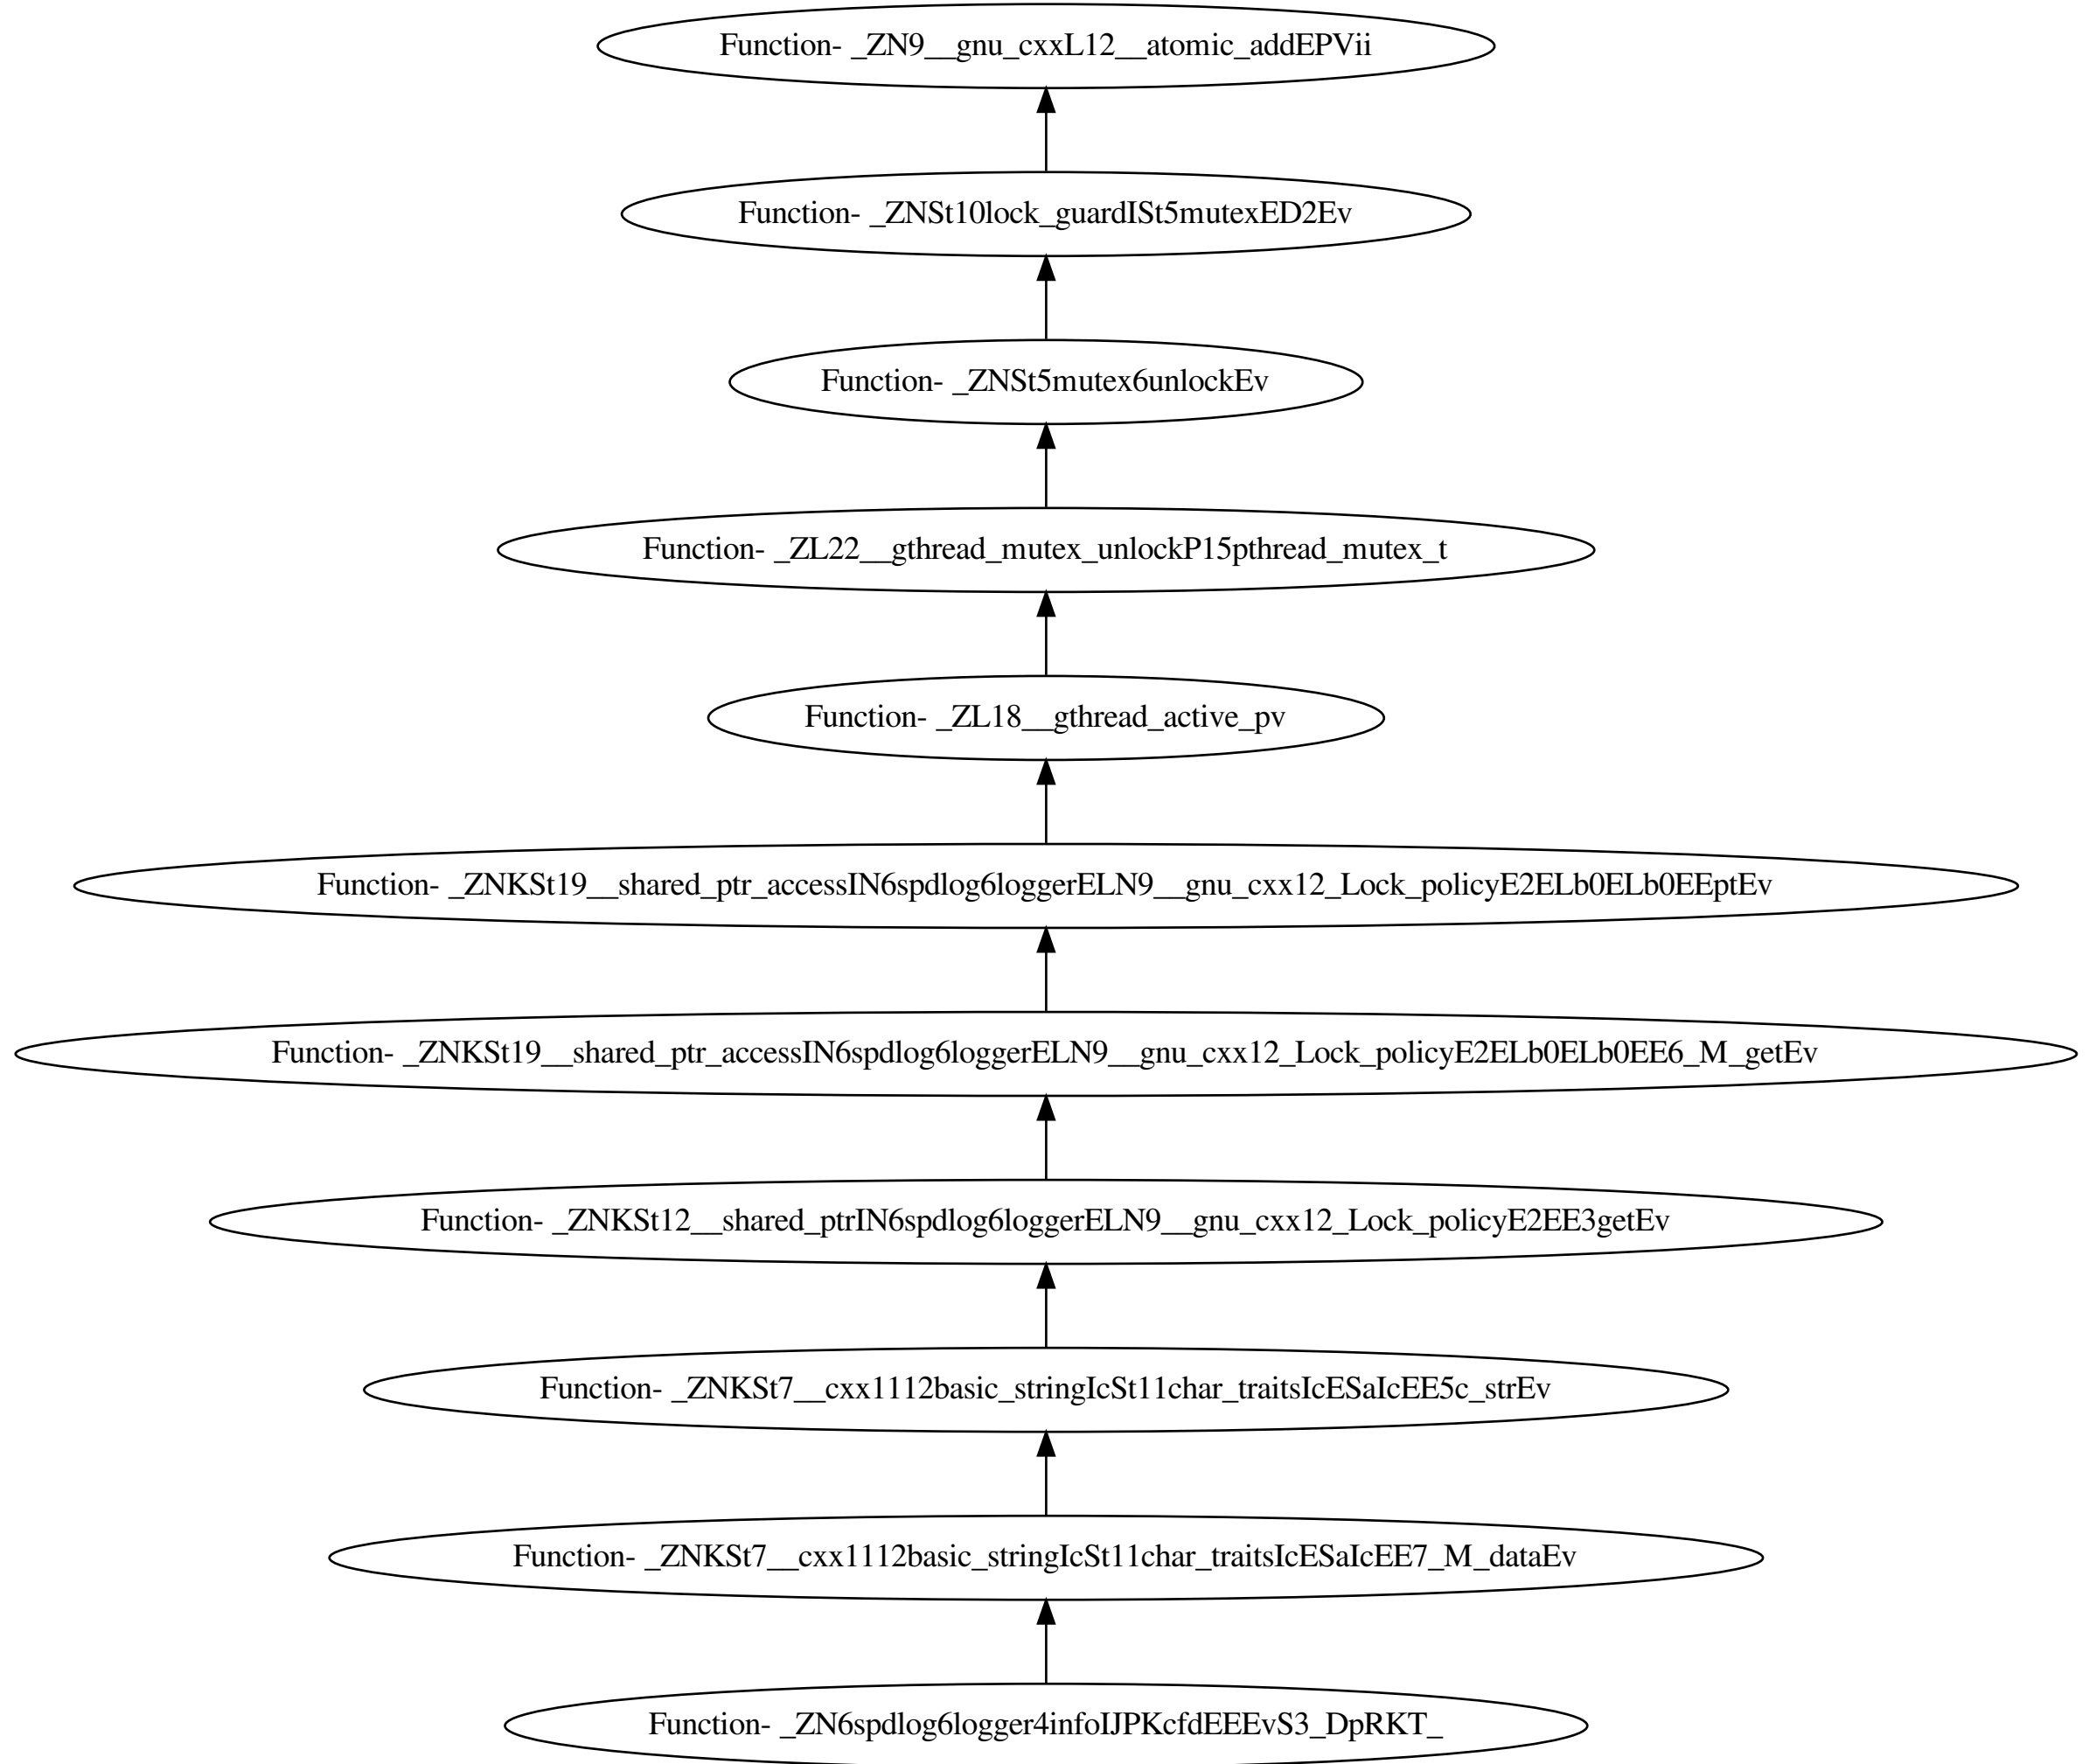 Function- _ZN9__gnu_cxxL12__atomic_addEPVii
Function- _ZNSt10lock_guardISt5mutexED2Ev
Function- _ZNSt5mutex6unlockEv
Function- _ZL22__gthread_mutex_unlockP15pthread_mutex_t
Function- _ZL18__gthread_active_pv
Function- _ZNKSt19__shared_ptr_accessIN6spdlog6loggerELN9__gnu_cxx12_Lock_policyE2ELb0ELb0EEptEv
Function- _ZNKSt19__shared_ptr_accessIN6spdlog6loggerELN9__gnu_cxx12_Lock_policyE2ELb0ELb0EE6_M_getEv
Function- _ZNKSt12__shared_ptrIN6spdlog6loggerELN9__gnu_cxx12_Lock_policyE2EE3getEv
Function- _ZNKSt7__cxx1112basic_stringIcSt11char_traitsIcESaIcEE5c_strEv
Function- _ZNKSt7__cxx1112basic_stringIcSt11char_traitsIcESaIcEE7_M_dataEv
Function- _ZN6spdlog6logger4infoIJPKcfdEEEvS3_DpRKT_